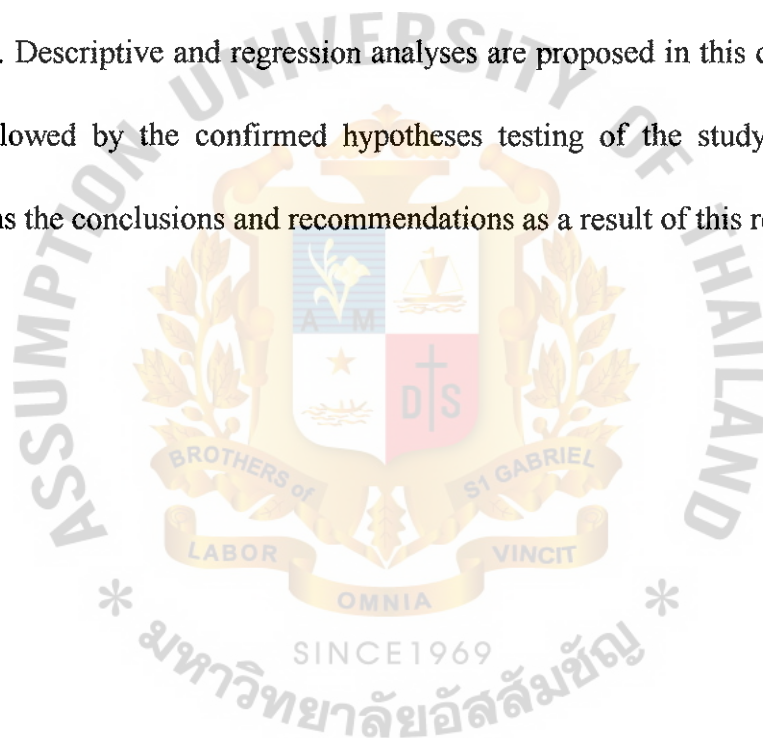 . Descriptive and regression analyses are proposed in this
lowed by the confirmed hypotheses testing of the study
s the conclusions and recommendations as a result of this
ASSUMPTION UNIVERSITY OF THAILAND
A M
D S
BROTHERS of S1 GABRIEL
LABOR VINCIT
OMNIA
SINCE1969
มหาวิทยาลัยอัสสัมชัญ